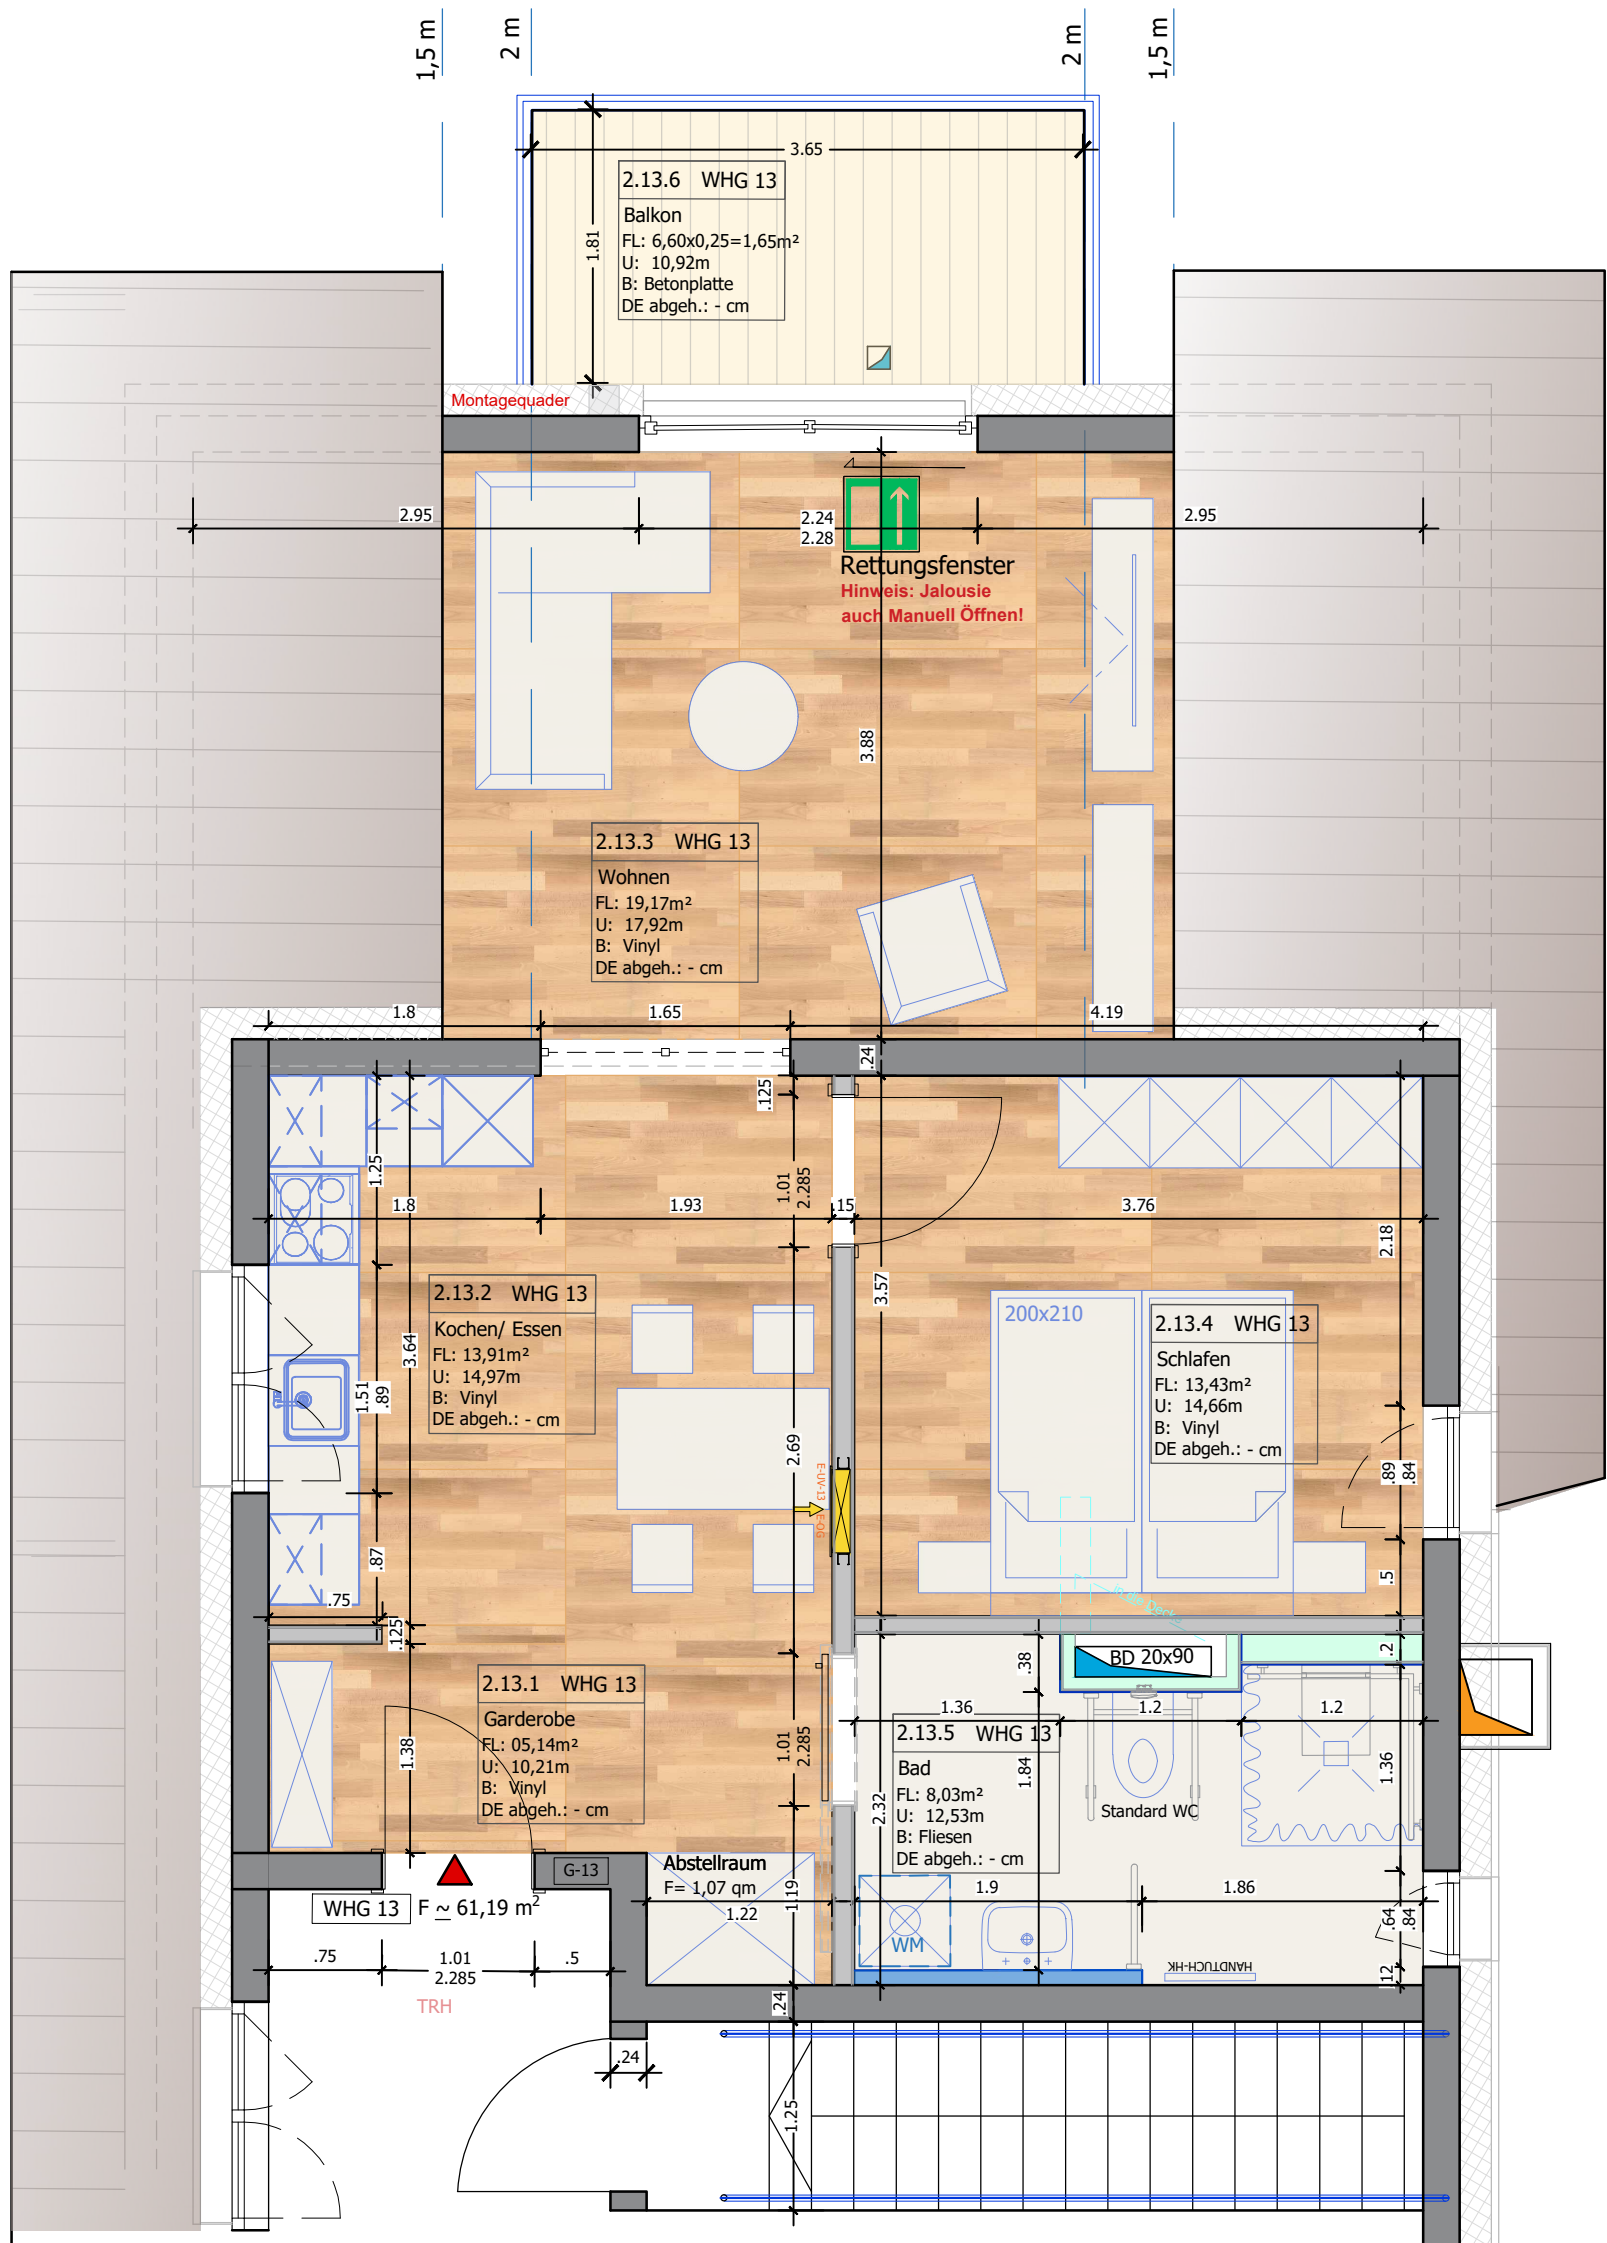 1,5 m
2 m
2 m
1,5 m
3.65
1.81
2.13.6 WHG 13
Balkon
FL: 6,60x0,25=1,65m²
U: 10,92m
B: Betonplatte
DE abgeh.: - cm
Montagequader
2.95
2.24
2.28
2.95
Rettungsfenster
Hinweis: Jalousie
auch Manuell Öffnen!
3.88
2.13.3 WHG 13
Wohnen
FL: 19,17m²
U: 17,92m
B: Vinyl
DE abgeh.: - cm
1.8
1.65
4.19
.24
.125
1.25
1.01
2.285
1.8
1.93
.15
3.76
2.18
3.57
2.13.2 WHG 13
Kochen/ Essen
FL: 13,91m²
U: 14,97m
B: Vinyl
DE abgeh.: - cm
3.64
1.51
.89
200x210
2.13.4 WHG 13
Schlafen
FL: 13,43m²
U: 14,66m
B: Vinyl
DE abgeh.: - cm
2.69
E-UV-13
E-OG
.89
.84
.87
.5
.75
.125
in der Decke
.2
BD 20x90
.38
2.13.1 WHG 13
Garderobe
FL: 05,14m²
U: 10,21m
B: Vinyl
DE abgeh.: - cm
1.38
1.01
2.285
1.36
1.2
1.2
2.13.5 WHG 13
Bad
FL: 8,03m²
U: 12,53m
B: Fliesen
DE abgeh.: - cm
1.84
1.36
2.32
Standard WC
G-13
Abstellraum
F= 1,07 qm
1.19
1.22
1.9
1.86
WHG 13 F ~ 61,19 m²
WM
.64
.84
HANDTUCH-HK
.12
.75
1.01
2.285
.5
TRH
.24
.24
1.25